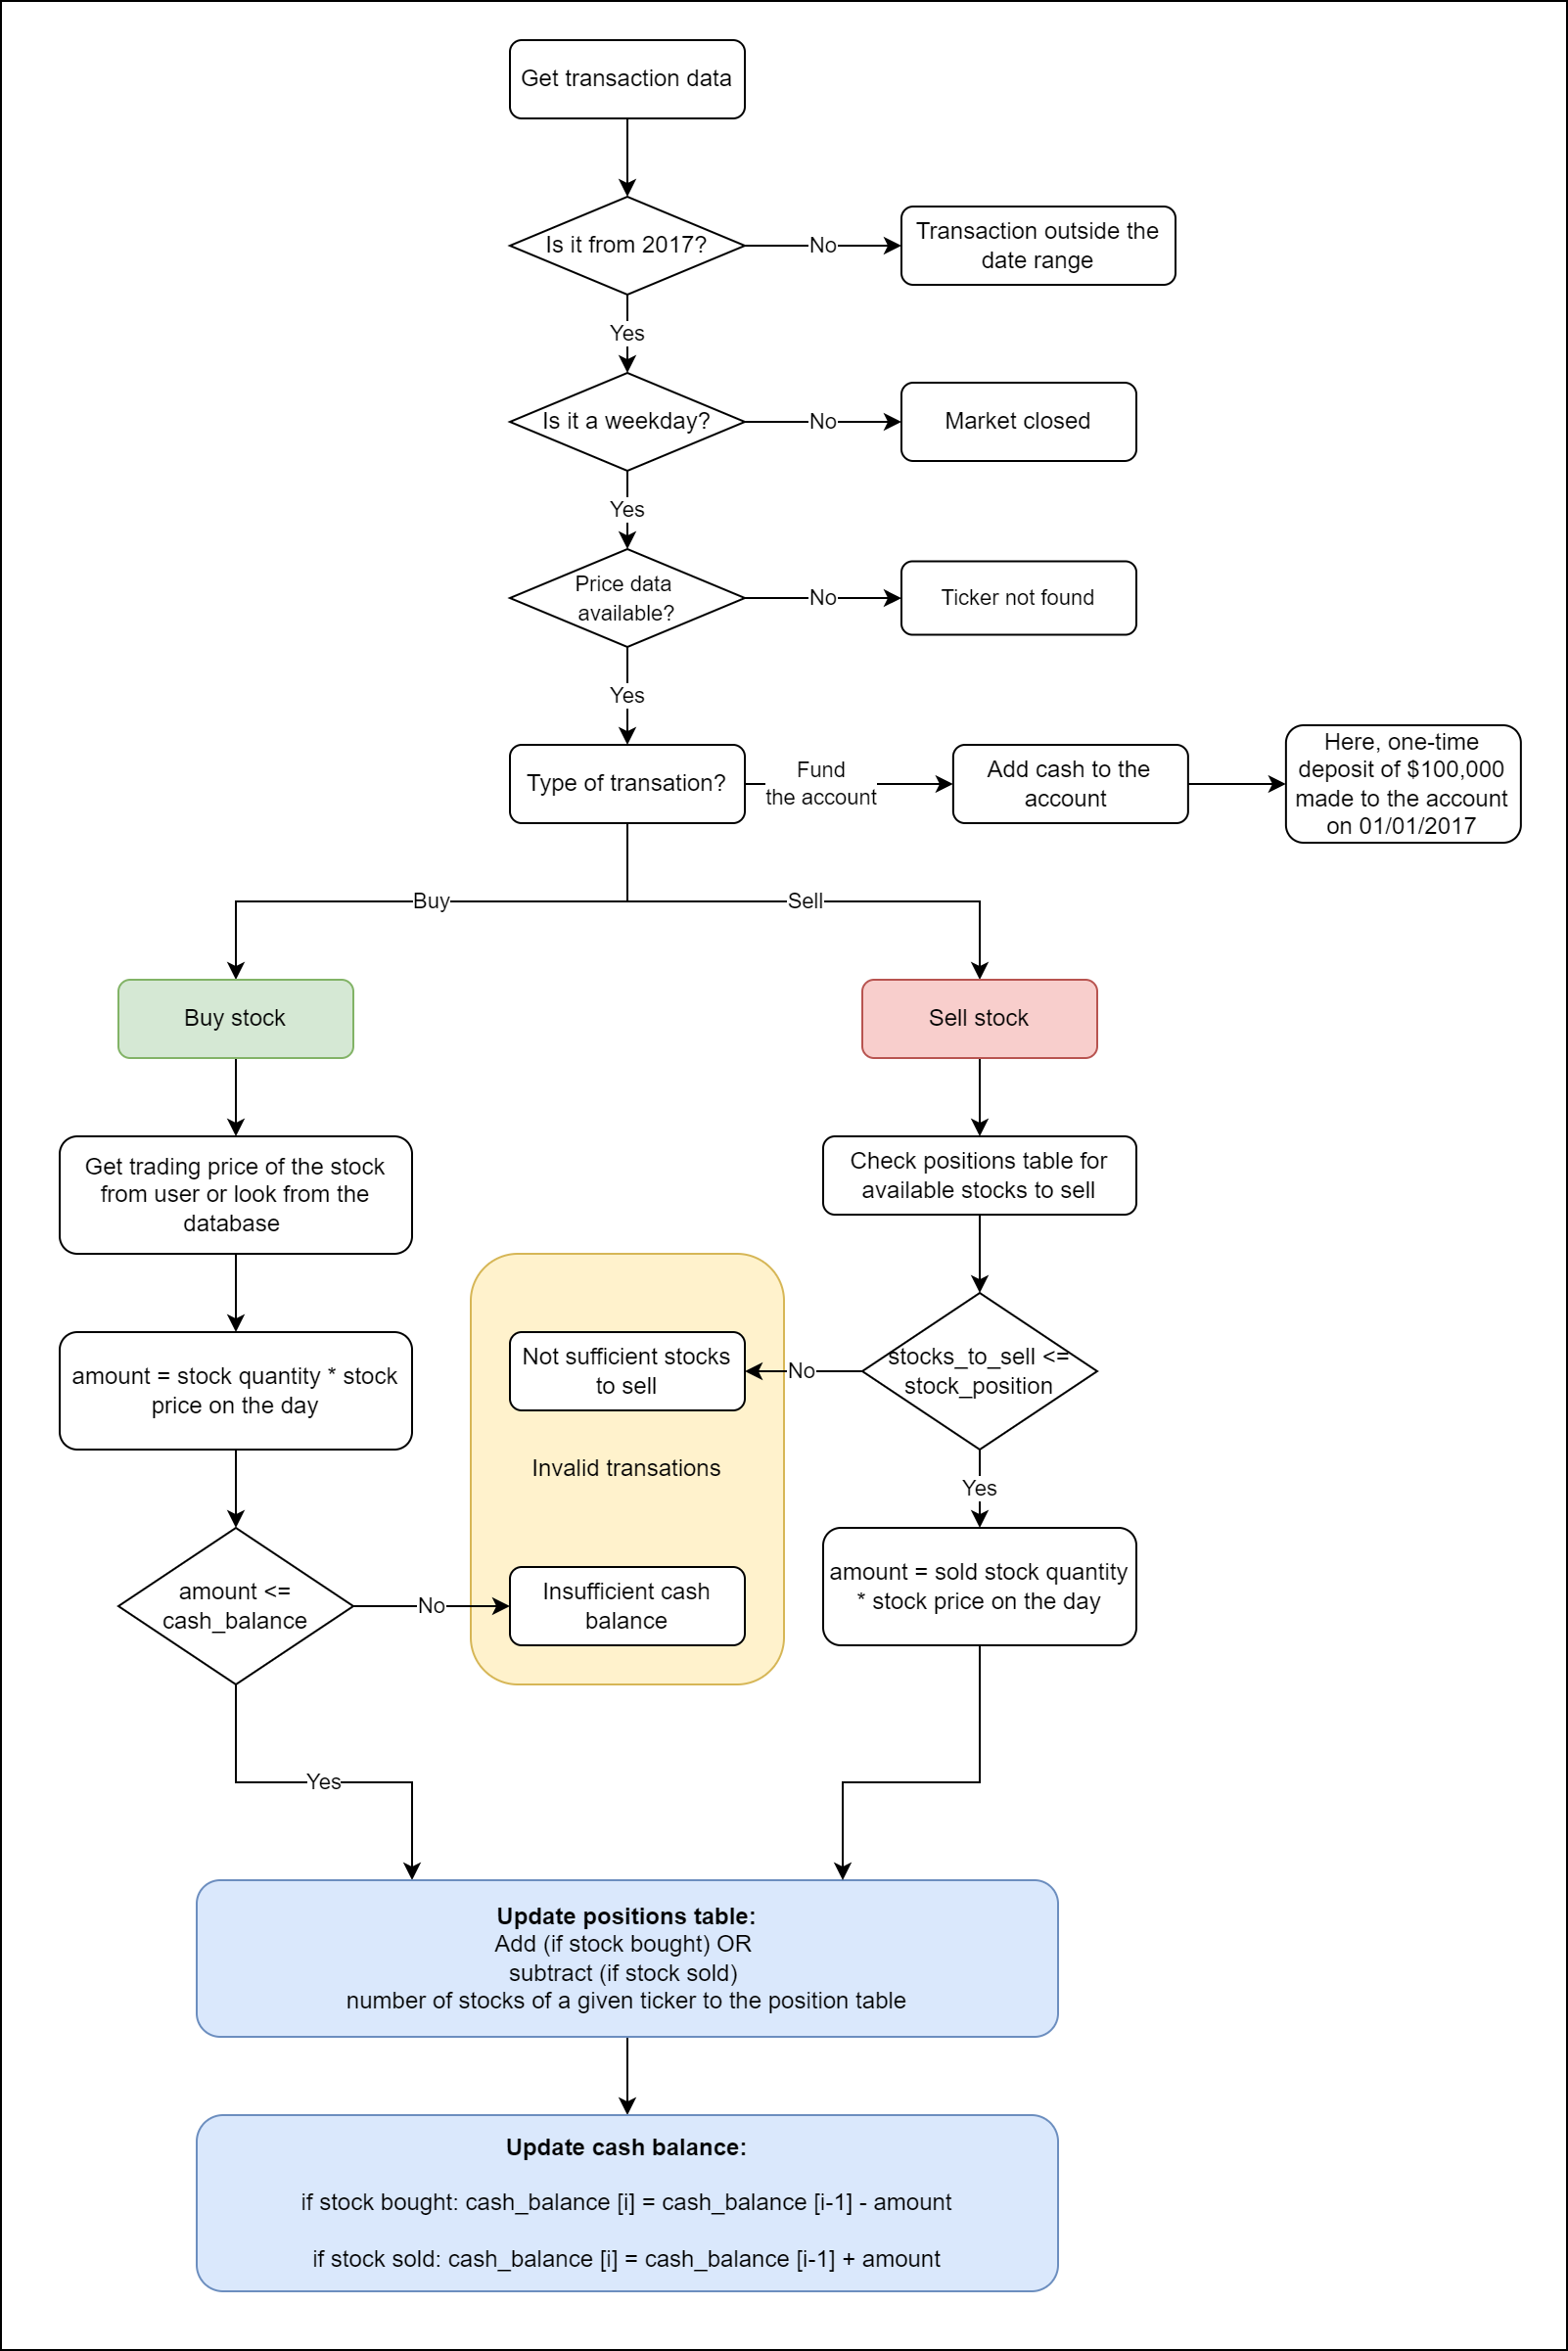 Get transaction data
Is it from 2017?
No
Transaction outside the
date range
Yes
Is it a weekday?
No
Market closed
Yes
Price data
available?
No
Ticker not found
Yes
Type of transation?
Fund
the account
Add cash to the
account
Here, one-time
deposit of $100,000
made to the account
on 01/01/2017
Buy
Sell
Buy stock
Sell stock
Get trading price of the stock
from user or look from the
database
Check positions table for
available stocks to sell
amount = stock quantity * stock
price on the day
Not sufficient stocks
to sell
No
stocks_to_sell <=
stock_position
Invalid transations
Yes
amount <=
cash_balance
No
Insufficient cash
balance
amount = sold stock quantity
* stock price on the day
Yes
Update positions table:
Add (if stock bought) OR
subtract (if stock sold)
number of stocks of a given ticker to the position table
Update cash balance:
if stock bought: cash_balance [i] = cash_balance [i-1] - amount
if stock sold: cash_balance [i] = cash_balance [i-1] + amount